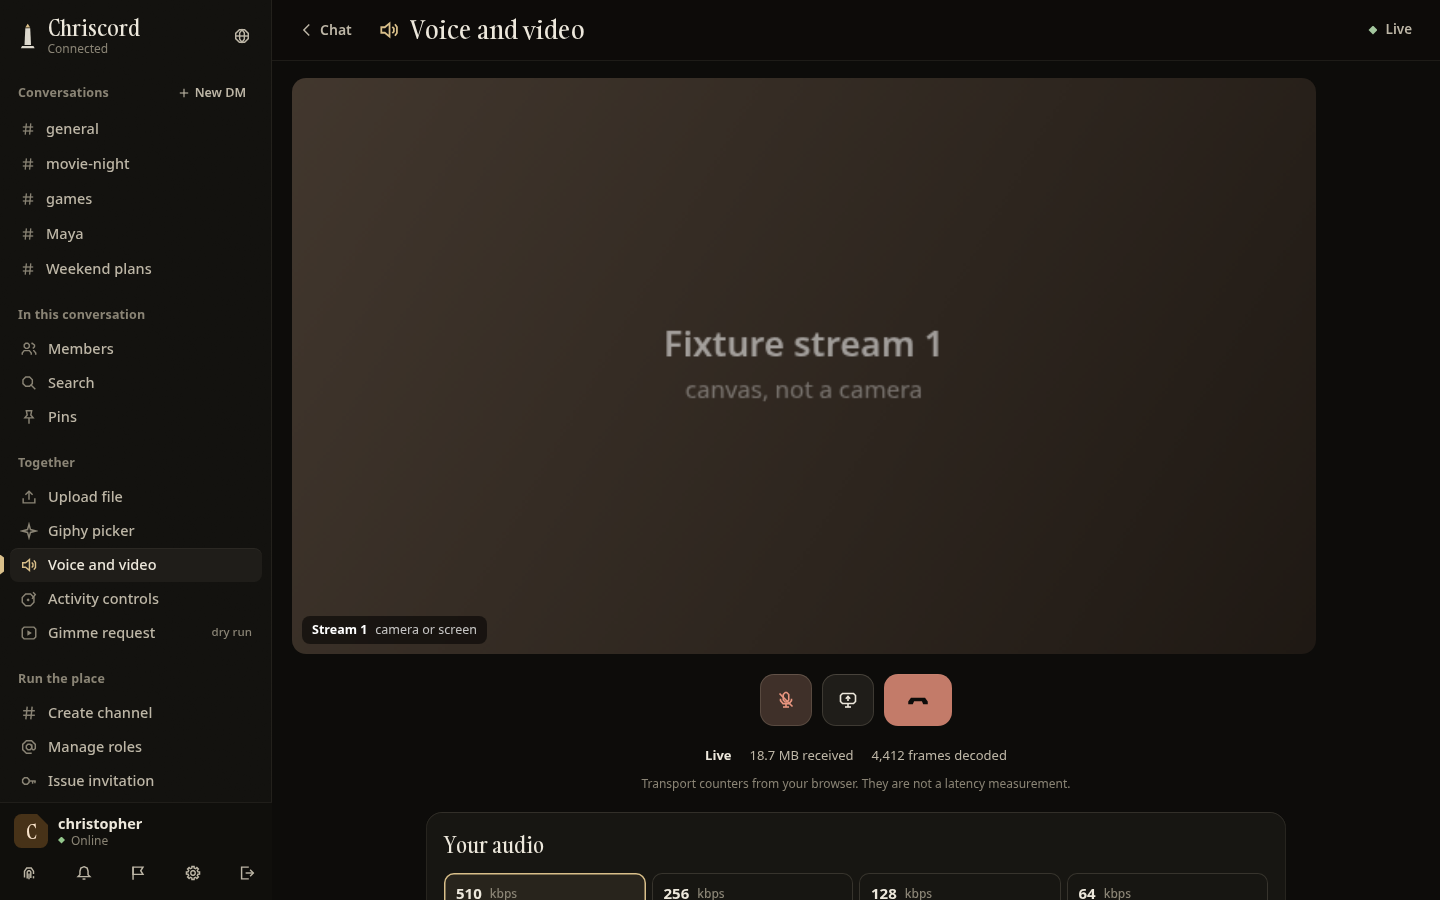 Chriscord
Connected
Conversations
+ New DM
# general
# movie-night
# games
# Maya
# Weekend plans
In this conversation
Members
Search
Pins
Together
Upload file
Giphy picker
Voice and video
Activity controls
Gimme request dry run
Run the place
Create channel
Manage roles
Issue invitation
C
christopher
Online
Chat
Voice and video
Live
Fixture stream 1
canvas, not a camera
Stream 1 camera or screen
Live 18.7 MB received 4,412 frames decoded
Transport counters from your browser. They are not a latency measurement.
Your audio
510 kbps 256 kbps 128 kbps 64 kbps